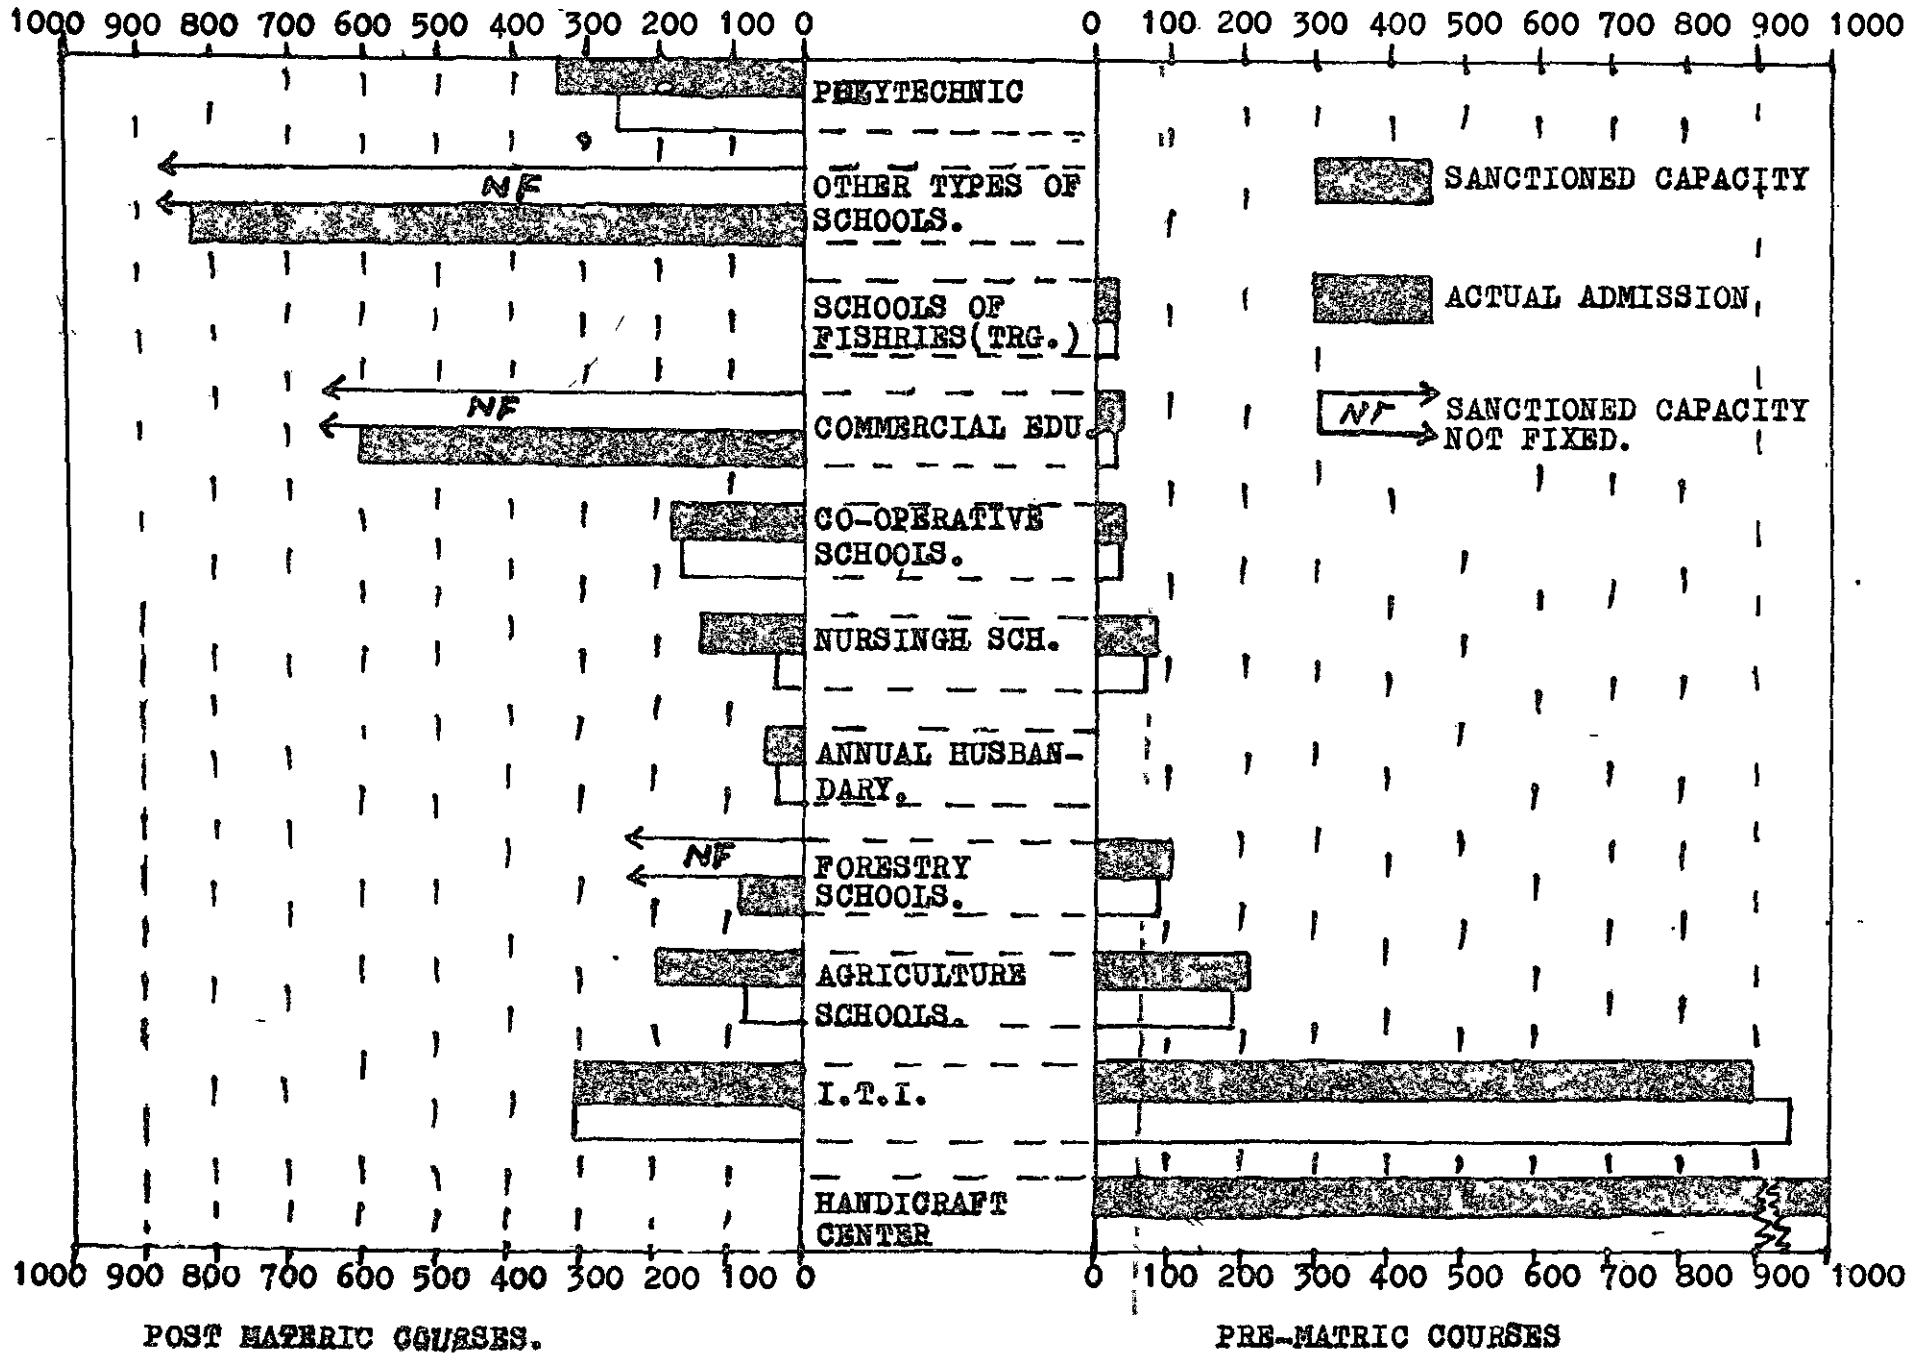 1000 900 800 700 600 500 400 300 200 100 0
0 100 200 300 400 500 600 700 800 900 1000
NF
NF
NF
POLYTECHNIC
OTHER TYPES OF
SCHOOLS.
SCHOOLS OF
FISHRIES(TRG.)
COMMERCIAL EDU.
CO-OPERATIVE
SCHOOLS.
NURSINGH SCH.
ANNUAL HUSBAN-
DARY.
FORESTRY
SCHOOLS.
AGRICULTURE
SCHOOLS.
I.T.I.
HANDICRAFT
CENTER
SANCTIONED CAPACITY
ACTUAL ADMISSION
NF SANCTIONED CAPACITY
NOT FIXED.
1000 900 800 700 600 500 400 300 200 100 0
0 100 200 300 400 500 600 700 800 900 1000
POST MATERIC COURSES.
PRE-MATRIC COURSES